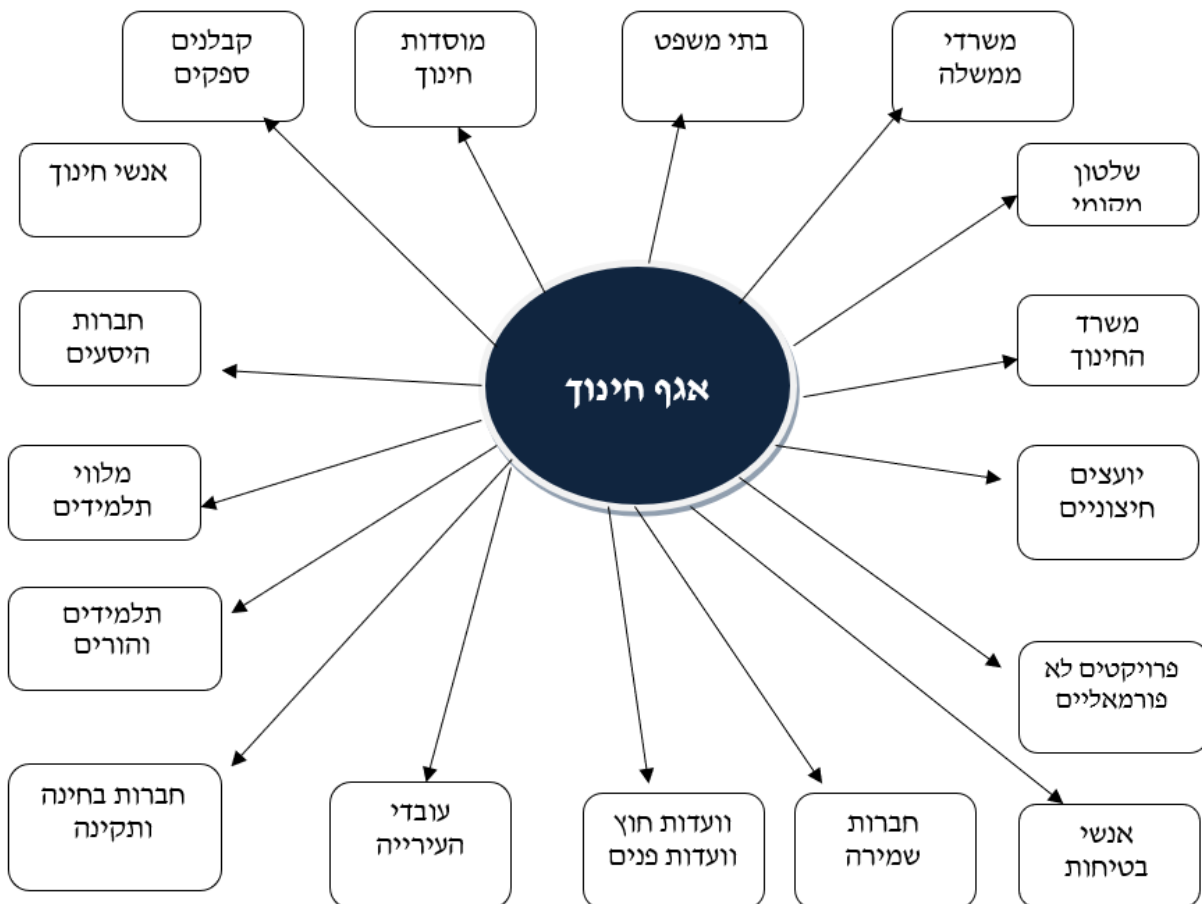 משרדי
ממשלה
בתי משפט
מוסדות
חינוך
קבלנים
ספקים
שלטון
מקומי
אנשי חינוך
משרד
החינוך
חברות
היסעים
אגף חינוך
יועצים
חיצוניים
מלווי
תלמידים
תלמידים
והורים
פרויקטים לא
פורמאליים
חברות בחינה
ותקינה
עובדי
העירייה
וועדות חוץ
וועדות פנים
חברות
שמירה
אנשי
בטיחות